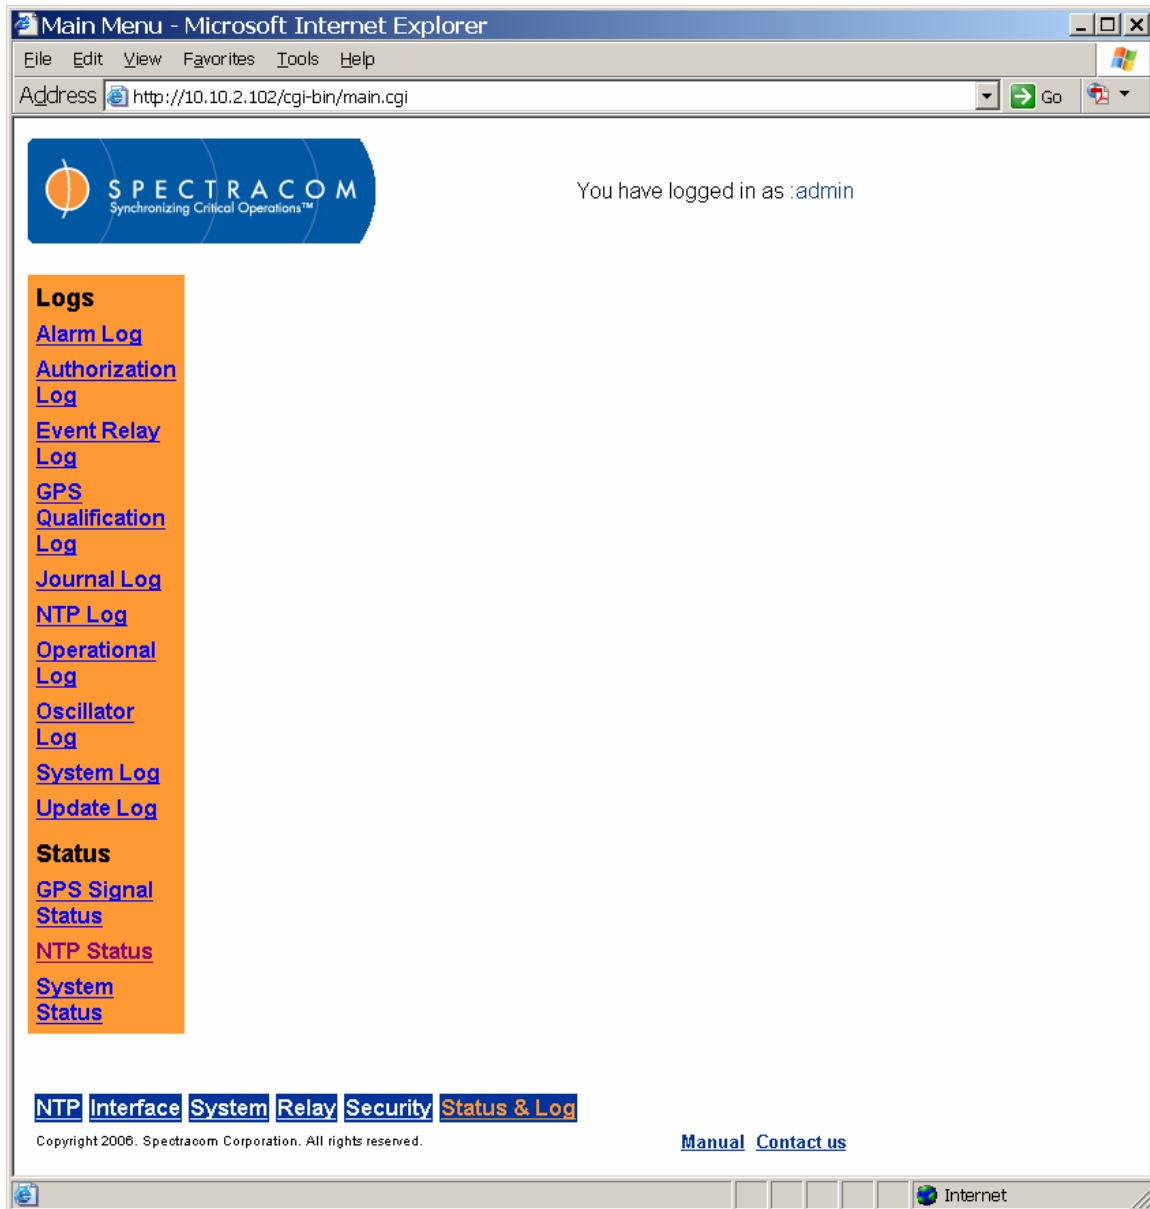 Main Menu - Microsoft Internet Explorer
File Edit View Favorites Tools Help
Address http://10.10.2.102/cgi-bin/main.cgi Go
SPECTRACOM
Synchronizing Critical Operations™
You have logged in as :admin
Logs
Alarm Log
Authorization
Log
Event Relay
Log
GPS
Qualification
Log
Journal Log
NTP Log
Operational
Log
Oscillator
Log
System Log
Update Log
Status
GPS Signal
Status
NTP Status
System
Status
NTP Interface System Relay Security Status & Log
Copyright 2006. Spectracom Corporation. All rights reserved. Manual Contact us
Internet